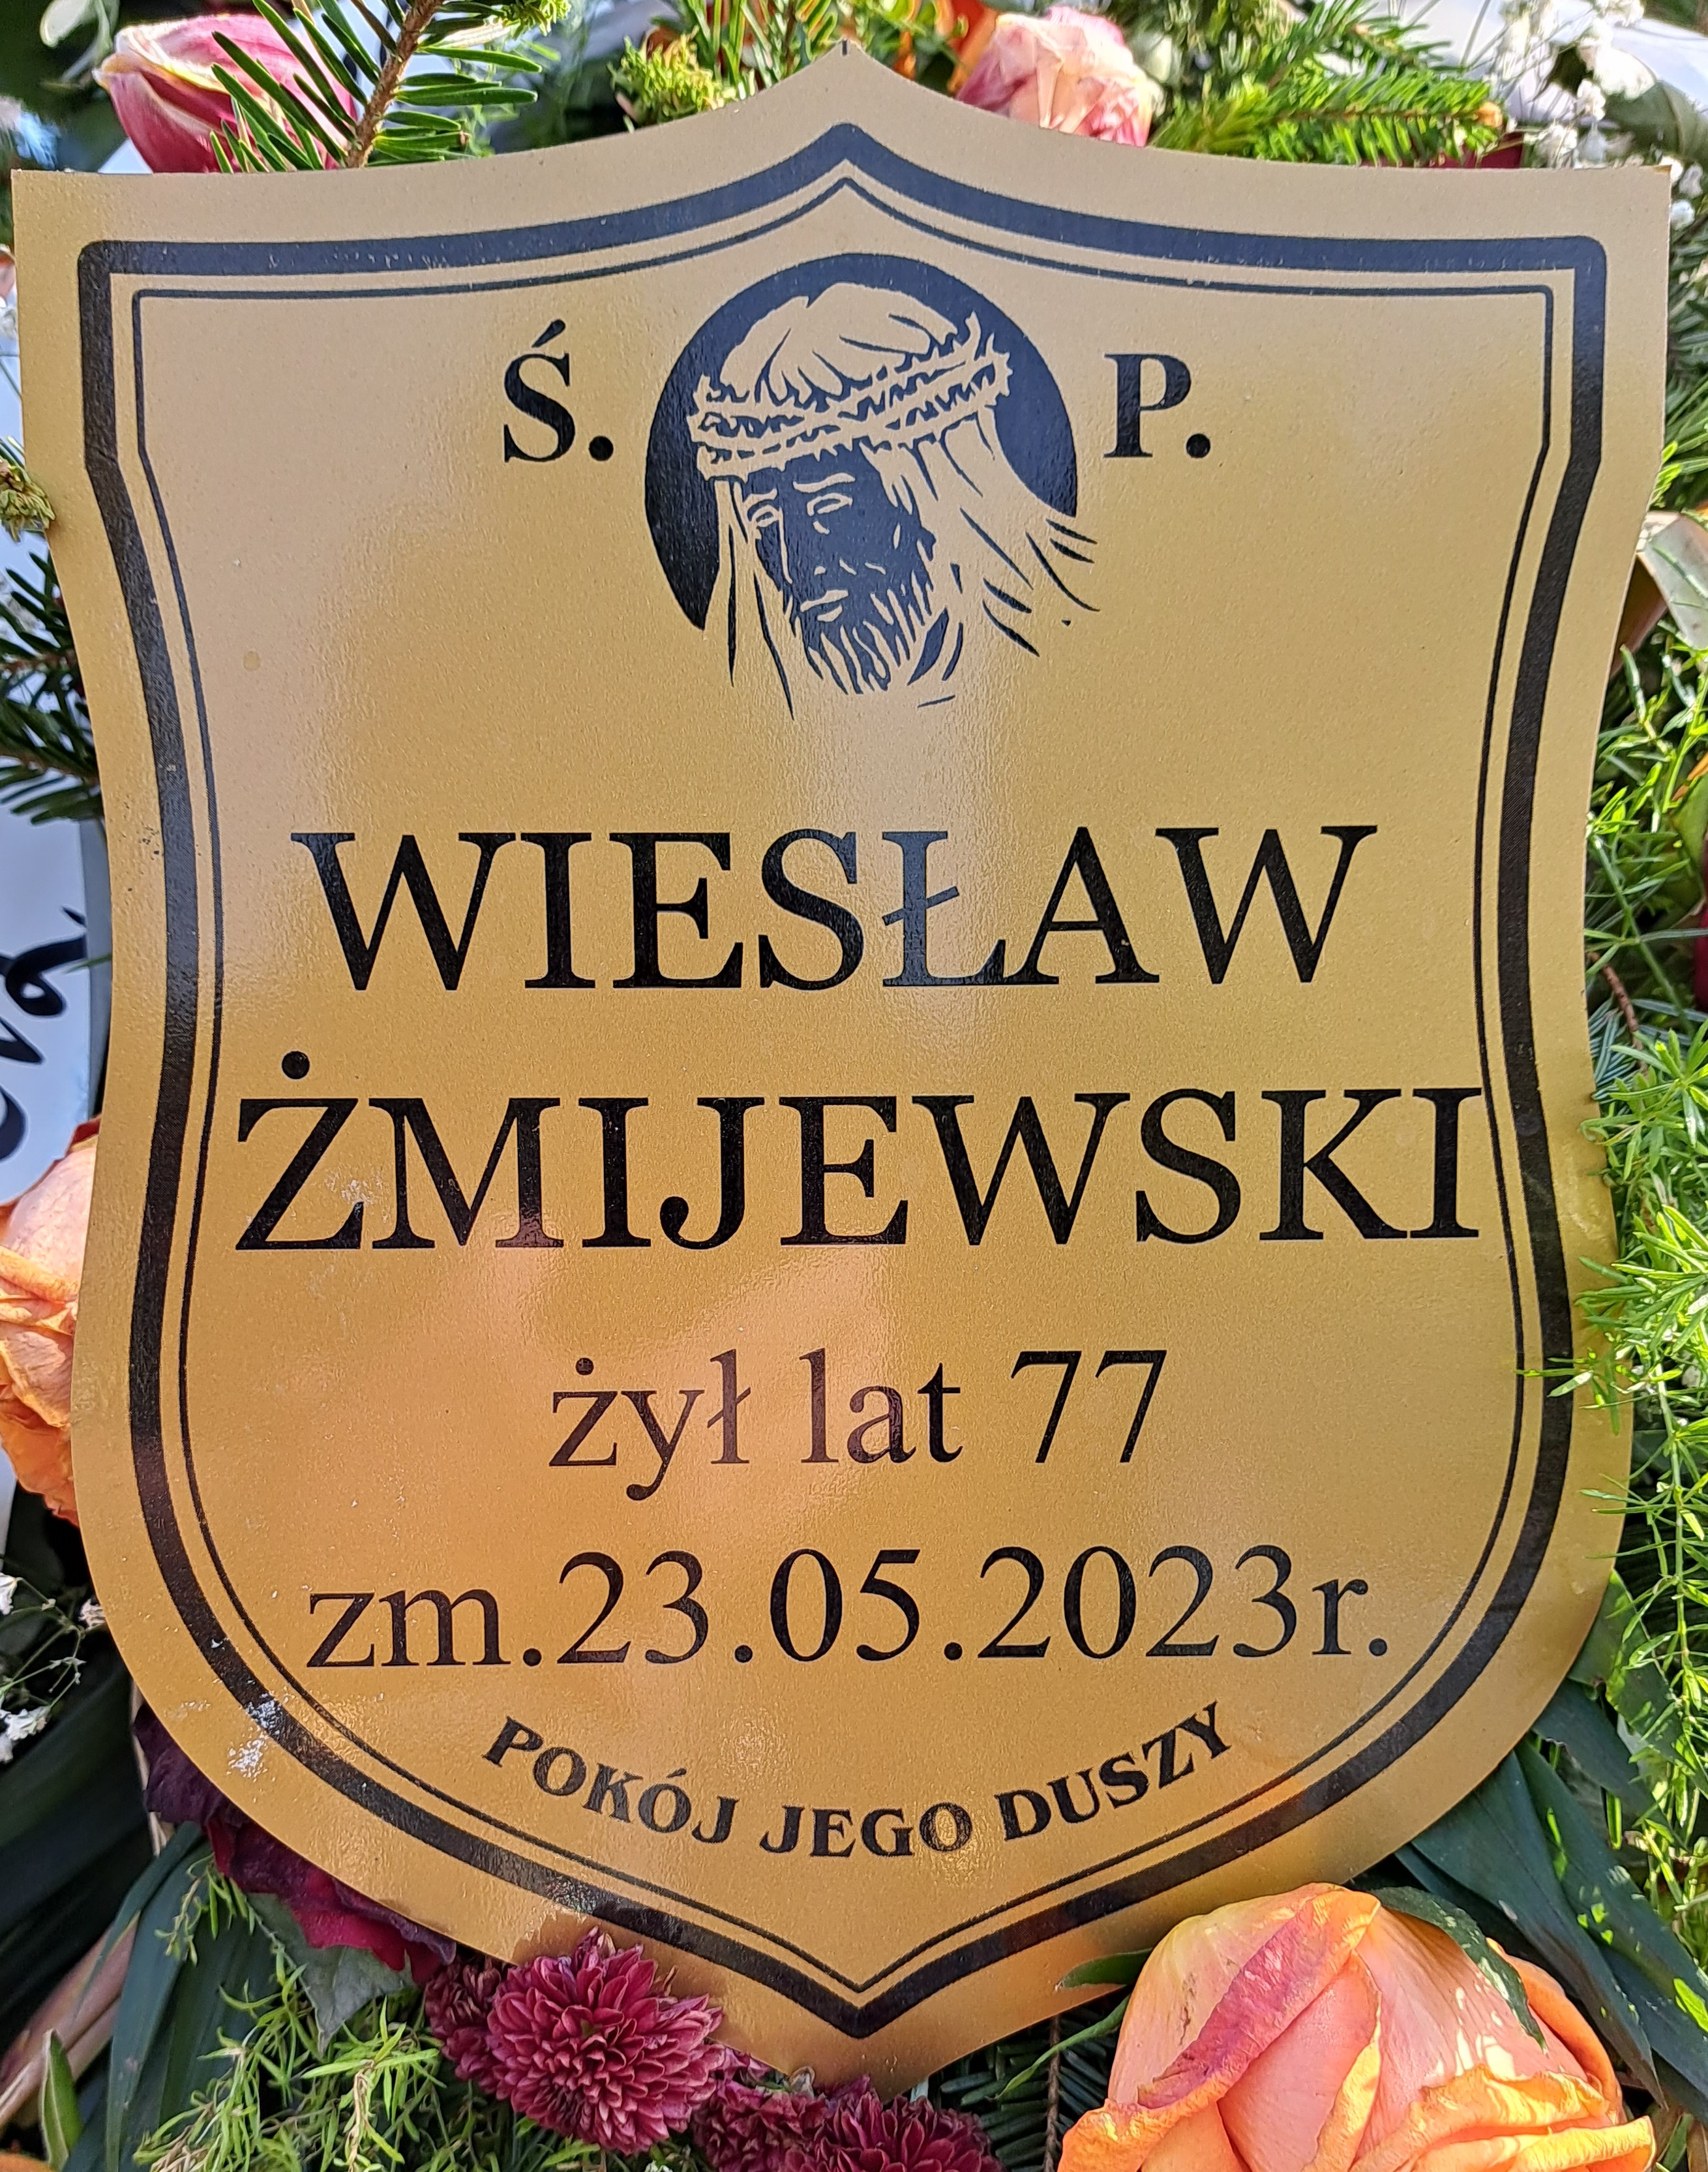 Ś. P.
WIESŁAW
ŻMIJEWSKI
żył lat 77
zm.23.05.2023r.
POKÓJ JEGO DUSZY